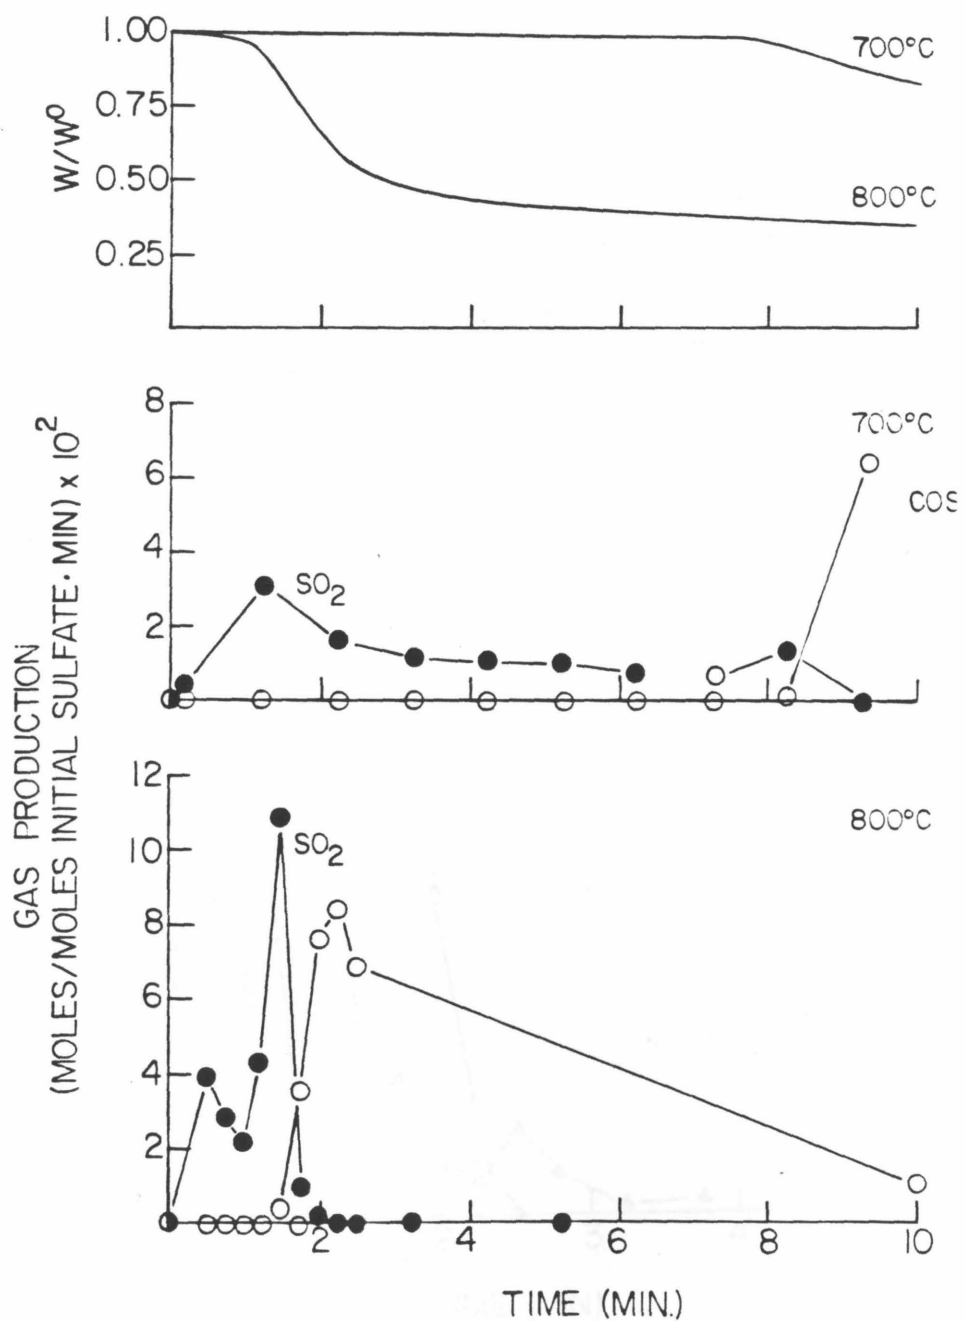 1.00
0.75
0.50
0.25
W/W⁰
700°C
800°C
8
6
4
2
700°C
COS
SO₂
GAS PRODUCTION
(MOLES/MOLES INITIAL SULFATE·MIN) x 10²
12
10
8
6
4
2
800°C
SO₂
2
4
6
8
10
TIME (MIN.)